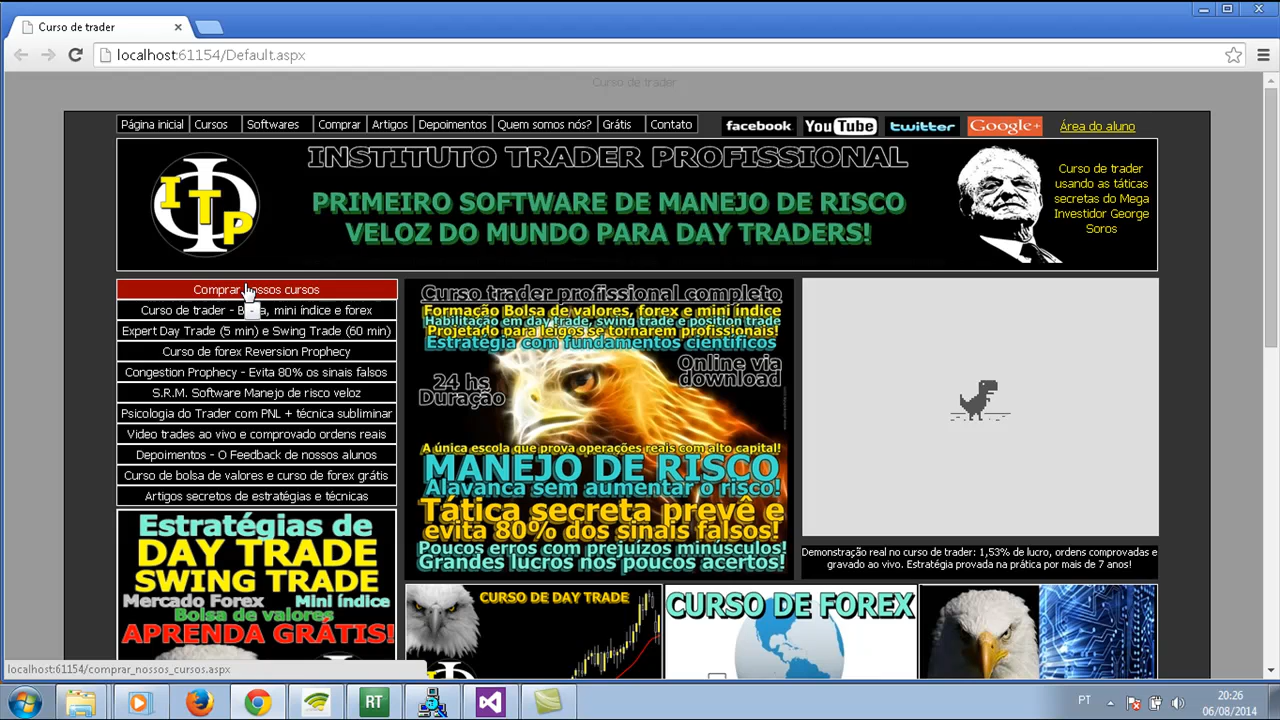 Curso de trader
localhost:61154/Default.aspx
Curso de trader
Página inicial Cursos Softwares Comprar Artigos Depoimentos Quem somos nós? Grátis Contato facebook YouTube twitter Google+ Área do aluno
INSTITUTO TRADER PROFISSIONAL
ITP
PRIMEIRO SOFTWARE DE MANEJO DE RISCO
VELOZ DO MUNDO PARA DAY TRADERS!
Curso de trader
usando as táticas
secretas do Mega
Investidor George
Soros
Comprar nossos cursos
Curso de trader - , mini índice e forex
Expert Day Trade (5 min) e Swing Trade (60 min)
Curso de forex Reversion Prophecy
Congestion Prophecy - Evita 80% os sinais falsos
S.R.M. Software Manejo de risco veloz
Psicologia do Trader com PNL + técnica subliminar
Video trades ao vivo e comprovado ordens reais
Depoimentos - O Feedback de nossos alunos
Curso de bolsa de valores e curso de forex grátis
Artigos secretos de estratégias e técnicas
Estratégias de
DAY TRADE
SWING TRADE
Mercado Forex Mini índice
Bolsa de valores
APRENDA GRÁTIS!
Curso trader profissional completo
Formação Bolsa de valores, forex e mini índice
Habilitação em day trade, swing trade e position trade
Projetado para leigos se tornarem profissionais!
Estratégia com fundamentos científicos
24 hs
Duração
Online via
download
A única escola que prova operações reais com alto capital!
MANEJO DE RISCO
Alavanca sem aumentar o risco!
Tática secreta prevê e
evita 80% dos sinais falsos!
Poucos erros com prejuízos minúsculos!
Grandes lucros nos poucos acertos!
Demonstração real no curso de trader: 1,53% de lucro, ordens comprovadas e
gravado ao vivo. Estratégia provada na prática por mais de 7 anos!
CURSO DE DAY TRADE
CURSO DE FOREX
localhost:61154/comprar_nossos_cursos.aspx
RT
PT
20:26
06/08/2014